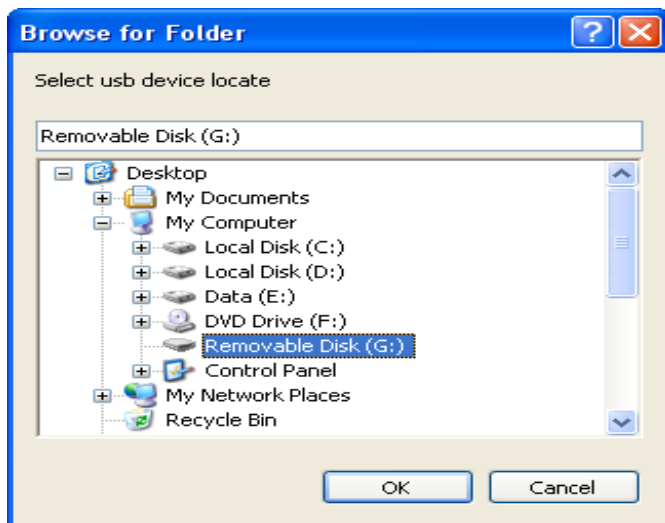 Browse for Folder
Select usb device locate
Removable Disk (G:)
Desktop
My Documents
My Computer
Local Disk (C:)
Local Disk (D:)
Data (E:)
DVD Drive (F:)
Removable Disk (G:)
Control Panel
My Network Places
Recycle Bin
OK Cancel